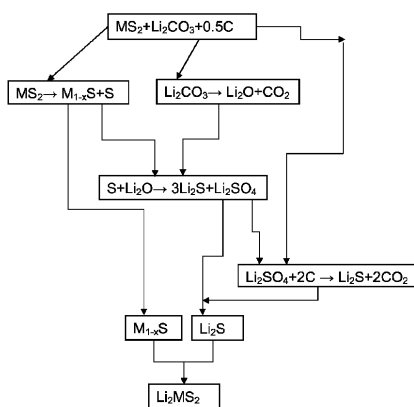 MS₂+Li₂CO₃+0.5C
MS₂→ M₁₋ₓS+S
Li₂CO₃→ Li₂O+CO₂
S+Li₂O→ 3Li₂S+Li₂SO₄
Li₂SO₄+2C → Li₂S+2CO₂
M₁₋ₓS
Li₂S
Li₂MS₂